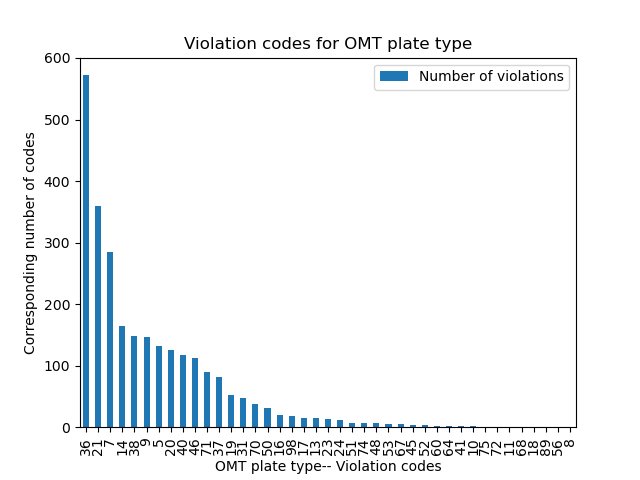 Violation codes for OMT plate type
Number of violations
Corresponding number of codes
600
500
400
300
200
100
0
36 21 7 14 38 9 5 20 40 46 71 37 19 31 70 50 16 98 17 13 23 24 51 74 48 53 67 45 52 60 64 41 10 75 72 11 68 18 89 56 8
OMT plate type-- Violation codes